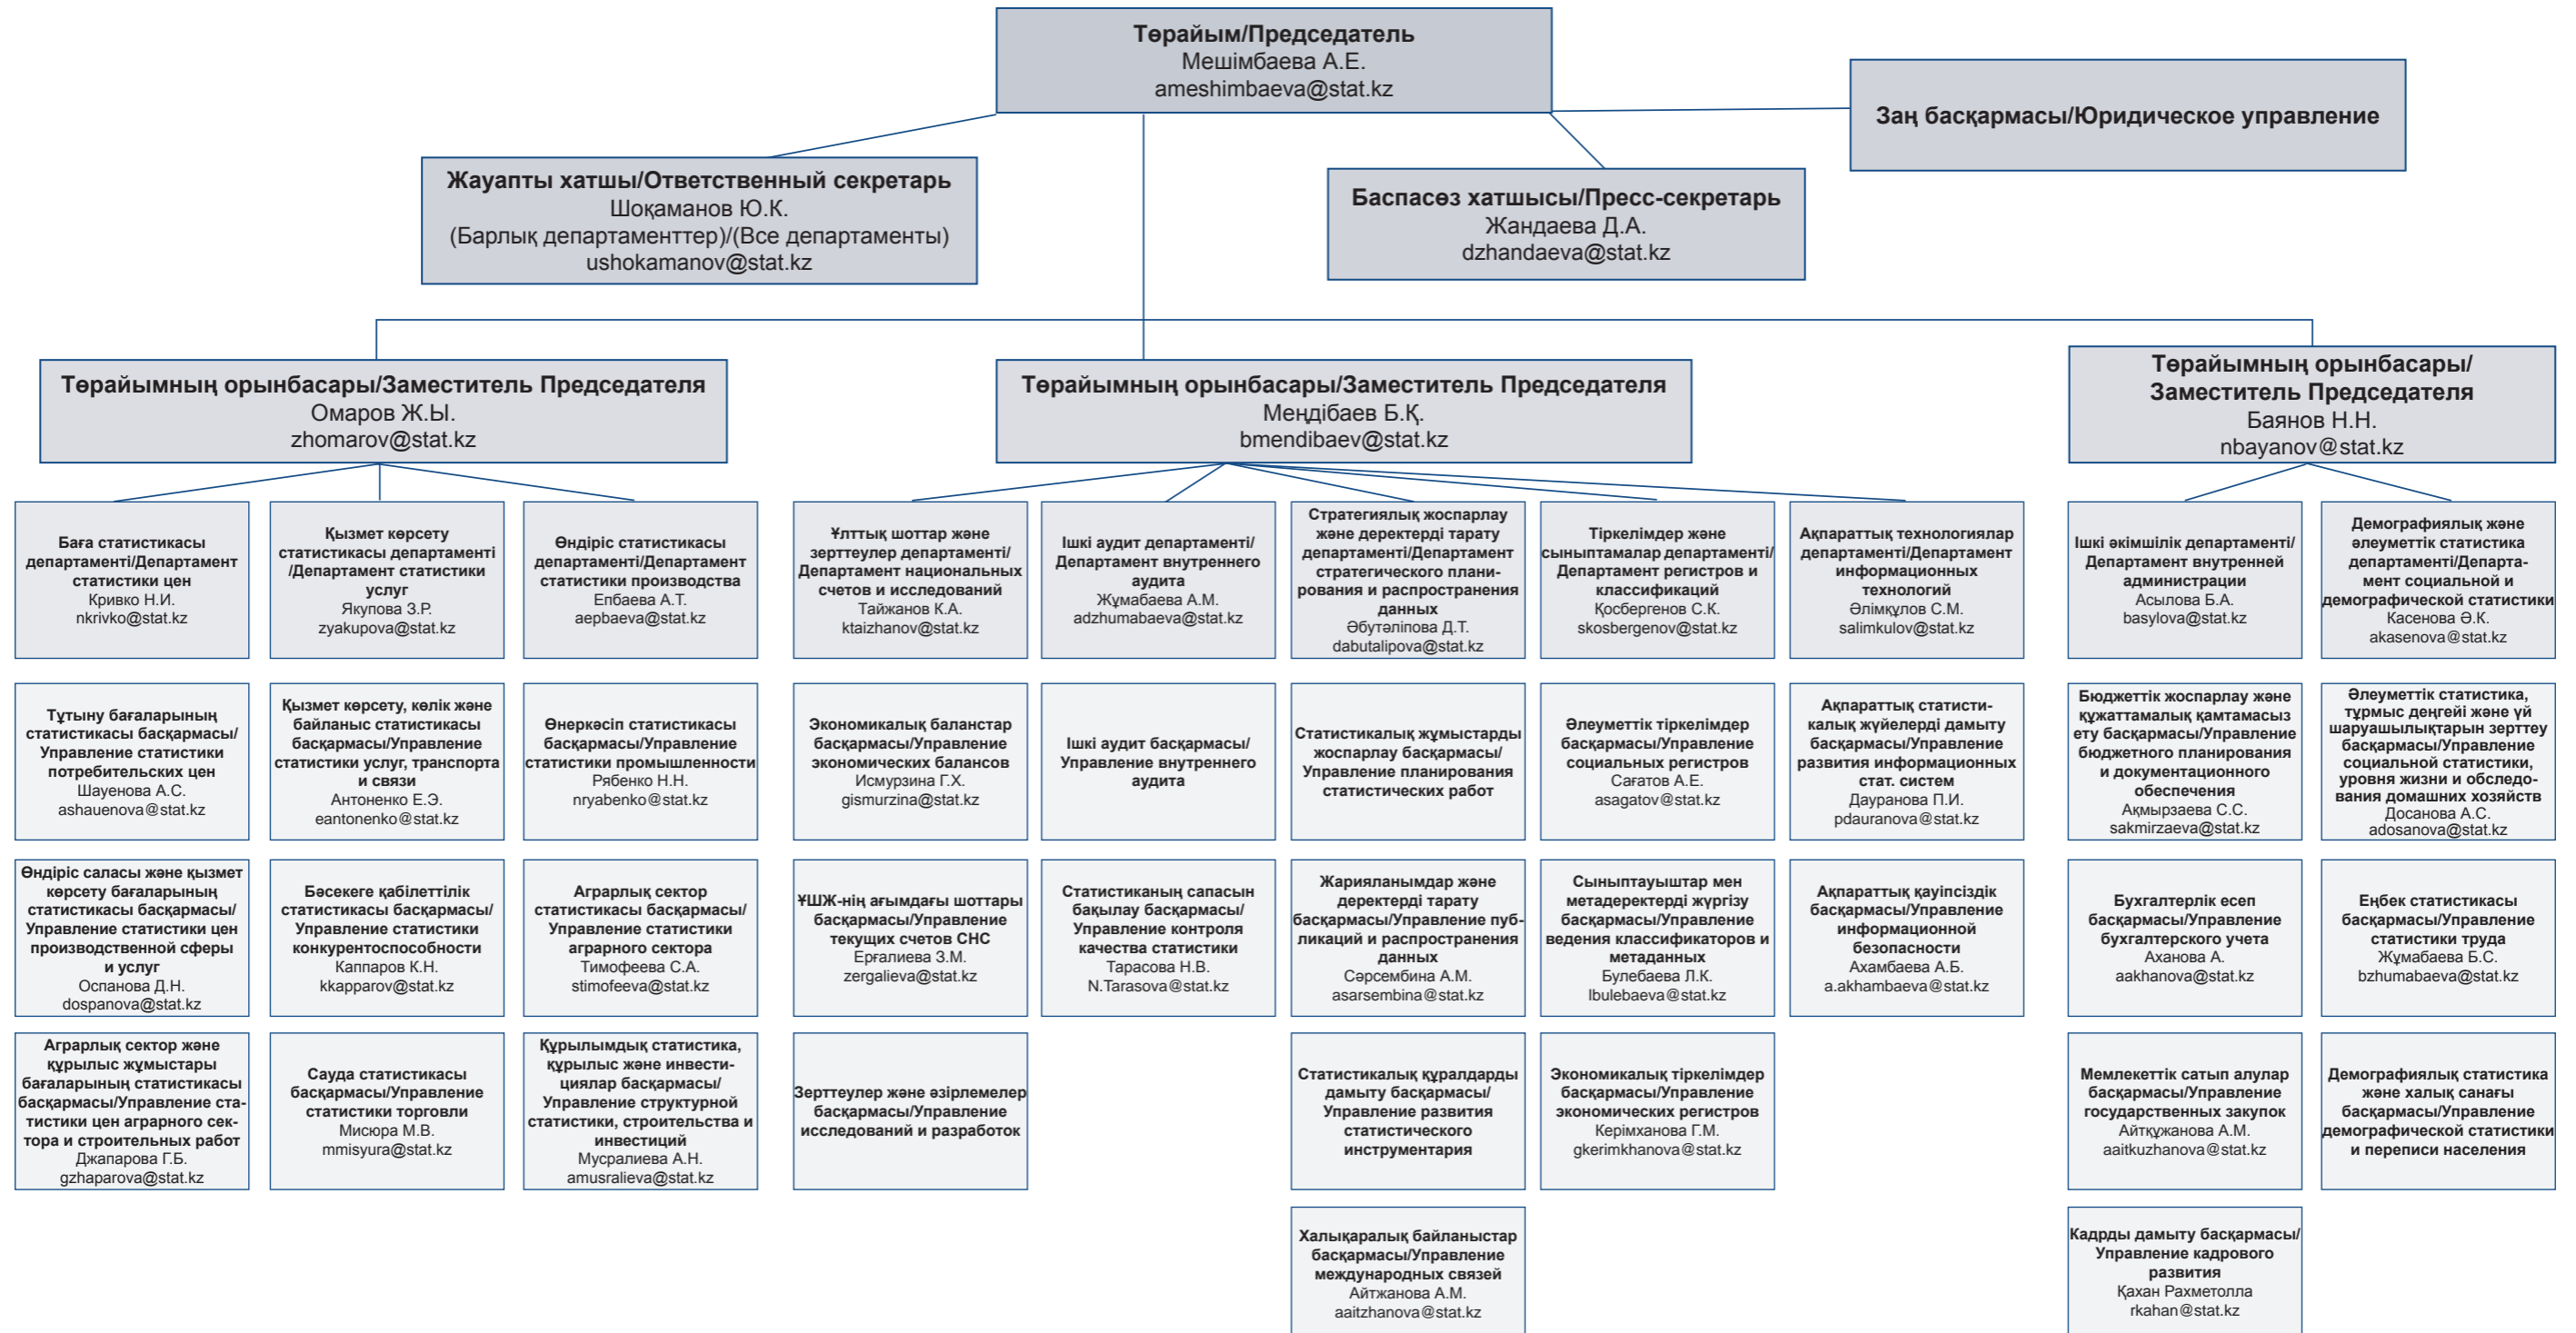 Төрайым/Председатель
Мешімбаева А.Е.
ameshimbaeva@stat.kz
Заң басқармасы/Юридическое управление
Жауапты хатшы/Ответственный секретарь
Шоқаманов Ю.К.
(Барлық департаменттер)/(Все департаменты)
ushokamanov@stat.kz
Баспасөз хатшысы/Пресс-секретарь
Жандаева Д.А.
dzhandaeva@stat.kz
Төрайымның орынбасары/Заместитель Председателя
Омаров Ж.Ы.
zhomarov@stat.kz
Төрайымның орынбасары/Заместитель Председателя
Меңдібаев Б.Қ.
bmendibaev@stat.kz
Төрайымның орынбасары/
Заместитель Председателя
Баянов Н.Н.
nbayanov@stat.kz
Баға статистикасы
департаменті/Департамент
статистики цен
Кривко Н.И.
nkrivko@stat.kz
Қызмет көрсету
статистикасы департаменті
/Департамент статистики
услуг
Якупова З.Р.
zyakupova@stat.kz
Өндіріс статистикасы
департаменті/Департамент
статистики производства
Епбаева А.Т.
aepbaeva@stat.kz
Ұлттық шоттар және
зерттеулер департаменті/
Департамент национальных
счетов и исследований
Тайжанов К.А.
ktaizhanov@stat.kz
Ішкі аудит департаменті/
Департамент внутреннего
аудита
Жұмабаева А.М.
adzhumabaeva@stat.kz
Стратегиялық жоспарлау
және деректерді тарату
департаменті/Департамент
стратегического плани-
рования и распространения
данных
Әбутәліпова Д.Т.
dabutalipova@stat.kz
Тіркелімдер және
сыныптамалар департаменті/
Департамент регистров и
классификаций
Қосбергенов С.К.
skosbergenov@stat.kz
Ақпараттық технологиялар
департаменті/Департамент
информационных
технологий
Әлімқұлов С.М.
salimkulov@stat.kz
Ішкі әкімшілік департаменті/
Департамент внутренней
администрации
Асылова Б.А.
basylova@stat.kz
Демографиялық және
әлеуметтік статистика
департаменті/Департа-
мент социальной и
демографической статистики
Касенова Ә.К.
akasenova@stat.kz
Тұтыну бағаларының
статистикасы басқармасы/
Управление статистики
потребительских цен
Шауенова А.С.
ashauenova@stat.kz
Қызмет көрсету, көлік және
байланыс статистикасы
басқармасы/Управление
статистики услуг, транспорта
и связи
Антоненко Е.Э.
eantonenko@stat.kz
Өнеркәсіп статистикасы
басқармасы/Управление
статистики промышленности
Рябенко Н.Н.
nryabenko@stat.kz
Экономикалық баланстар
басқармасы/Управление
экономических балансов
Исмурзина Г.Х.
gismurzina@stat.kz
Ішкі аудит басқармасы/
Управление внутреннего
аудита
Статистикалық жұмыстарды
жоспарлау басқармасы/
Управление планирования
статистических работ
Әлеуметтік тіркелімдер
басқармасы/Управление
социальных регистров
Сағатов А.Е.
asagatov@stat.kz
Ақпараттық статисти-
калық жүйелерді дамыту
басқармасы/Управление
развития информационных
стат. систем
Дауранова П.И.
pdauranova@stat.kz
Бюджеттік жоспарлау және
құжаттамалық қамтамасыз
ету басқармасы/Управление
бюджетного планирования
и документационного
обеспечения
Ақмырзаева С.С.
sakmirzaeva@stat.kz
Әлеуметтік статистика,
тұрмыс деңгейі және үй
шаруашылықтарын зерттеу
басқармасы/Управление
социальной статистики,
уровня жизни и обследо-
вания домашних хозяйств
Досанова А.С.
adosanova@stat.kz
Өндіріс саласы және қызмет
көрсету бағаларының
статистикасы басқармасы/
Управление статистики цен
производственной сферы
и услуг
Оспанова Д.Н.
dospanova@stat.kz
Бәсекеге қабілеттілік
статистикасы басқармасы/
Управление статистики
конкурентоспособности
Каппаров К.Н.
kkapparov@stat.kz
Аграрлық сектор
статистикасы басқармасы/
Управление статистики
аграрного сектора
Тимофеева С.А.
stimofeeva@stat.kz
ҰШЖ-нің ағымдағы шоттары
басқармасы/Управление
текущих счетов СНС
Ерғалиева З.М.
zergalieva@stat.kz
Статистиканың сапасын
бақылау басқармасы/
Управление контроля
качества статистики
Тарасова Н.В.
N.Tarasova@stat.kz
Жарияланымдар және
деректерді тарату
басқармасы/Управление пуб-
ликаций и распространения
данных
Сәрсембина А.М.
asarsembina@stat.kz
Сыныптауыштар мен
метадеректерді жүргізу
басқармасы/Управление
ведения классификаторов и
метаданных
Булебаева Л.К.
lbulebaeva@stat.kz
Ақпараттық қауіпсіздік
басқармасы/Управление
информационной
безопасности
Ахамбаева А.Б.
a.akhambaeva@stat.kz
Бухгалтерлік есеп
басқармасы/Управление
бухгалтерского учета
Аханова А.
aakhanova@stat.kz
Еңбек статистикасы
басқармасы/Управление
статистики труда
Жұмабаева Б.С.
bzhumabaeva@stat.kz
Аграрлық сектор және
құрылыс жұмыстары
бағаларының статистикасы
басқармасы/Управление ста-
тистики цен аграрного сек-
тора и строительных работ
Джапарова Г.Б.
gzhaparova@stat.kz
Сауда статистикасы
басқармасы/Управление
статистики торговли
Мисюра М.В.
mmisyura@stat.kz
Құрылымдық статистика,
құрылыс және инвести-
циялар басқармасы/
Управление структурной
статистики, строительства и
инвестиций
Мусралиева А.Н.
amusralieva@stat.kz
Зерттеулер және әзірлемелер
басқармасы/Управление
исследований и разработок
Статистикалық құралдарды
дамыту басқармасы/
Управление развития
статистического
инструментария
Экономикалық тіркелімдер
басқармасы/Управление
экономических регистров
Керімханова Г.М.
gkerimkhanova@stat.kz
Мемлекеттік сатып алулар
басқармасы/Управление
государственных закупок
Айтқұжанова А.М.
aaitkuzhanova@stat.kz
Демографиялық статистика
және халық санағы
басқармасы/Управление
демографической статистики
и переписи населения
Халықаралық байланыстар
басқармасы/Управление
международных связей
Айтжанова А.М.
aaitzhanova@stat.kz
Кадрды дамыту басқармасы/
Управление кадрового
развития
Қахан Рахметолла
rkahan@stat.kz